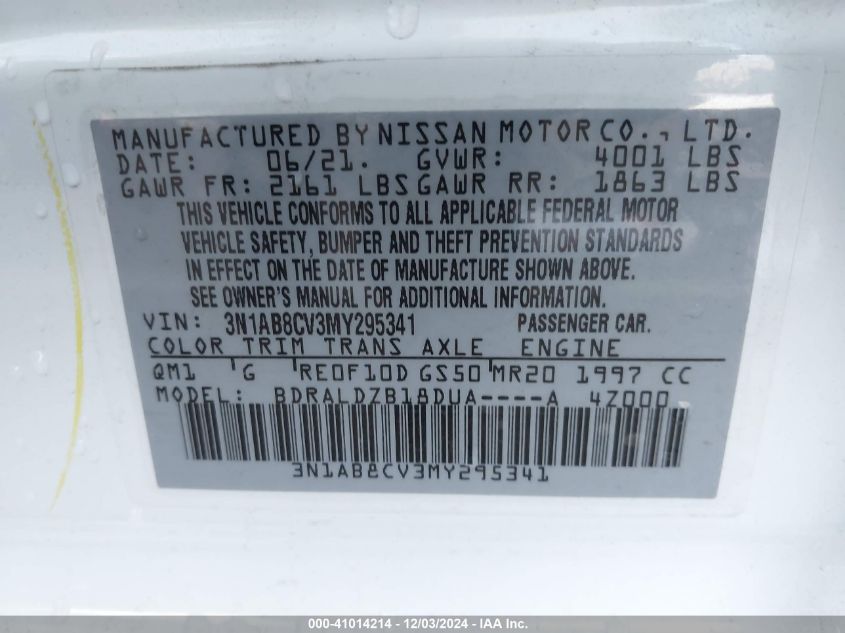 MANUFACTURED BY NISSAN MOTOR CO., LTD.
DATE: 06/21. GVWR: 4001 LBS
GAWR FR: 2161 LBS GAWR RR: 1863 LBS
THIS VEHICLE CONFORMS TO ALL APPLICABLE FEDERAL MOTOR
VEHICLE SAFETY, BUMPER AND THEFT PREVENTION STANDARDS
IN EFFECT ON THE DATE OF MANUFACTURE SHOWN ABOVE.
SEE OWNER'S MANUAL FOR ADDITIONAL INFORMATION.
VIN: 3N1AB8CV3MY295341 PASSENGER CAR.
COLOR TRIM TRANS AXLE ENGINE
QM1 G RE0F10D GS50 MR20 1997 CC
MODEL: BDRALDZB18DUA----A 4Z000
3N1AB8CV3MY295341
000-41014214 - 12/03/2024 - IAA Inc.